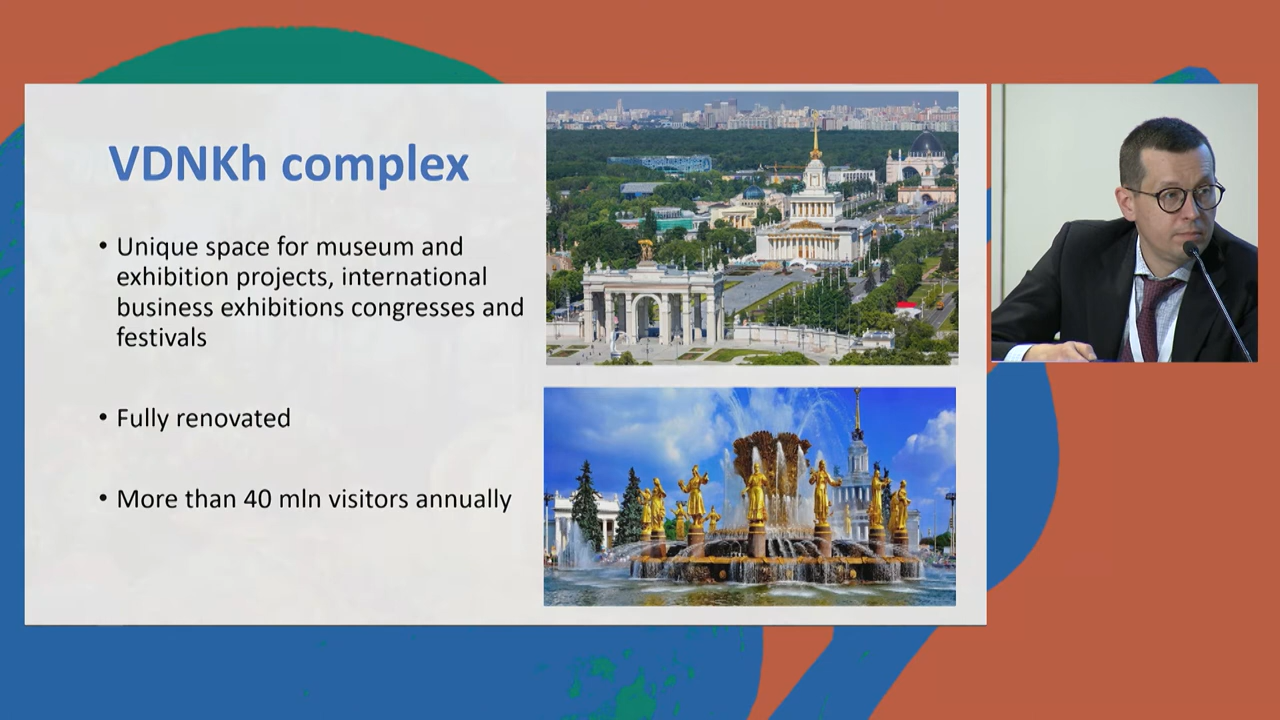 VDNKh complex
• Unique space for museum and
exhibition projects, international
business exhibitions congresses and
festivals
• Fully renovated
• More than 40 mln visitors annually